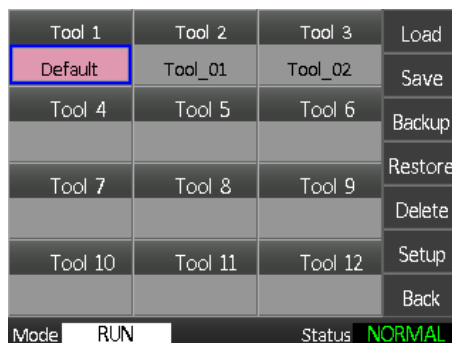 Tool 1 Tool 2 Tool 3 Load
Default Tool_01 Tool_02 Save
Tool 4 Tool 5 Tool 6 Backup
Restore
Tool 7 Tool 8 Tool 9
Delete
Tool 10 Tool 11 Tool 12 Setup
Back
Mode RUN Status NORMAL